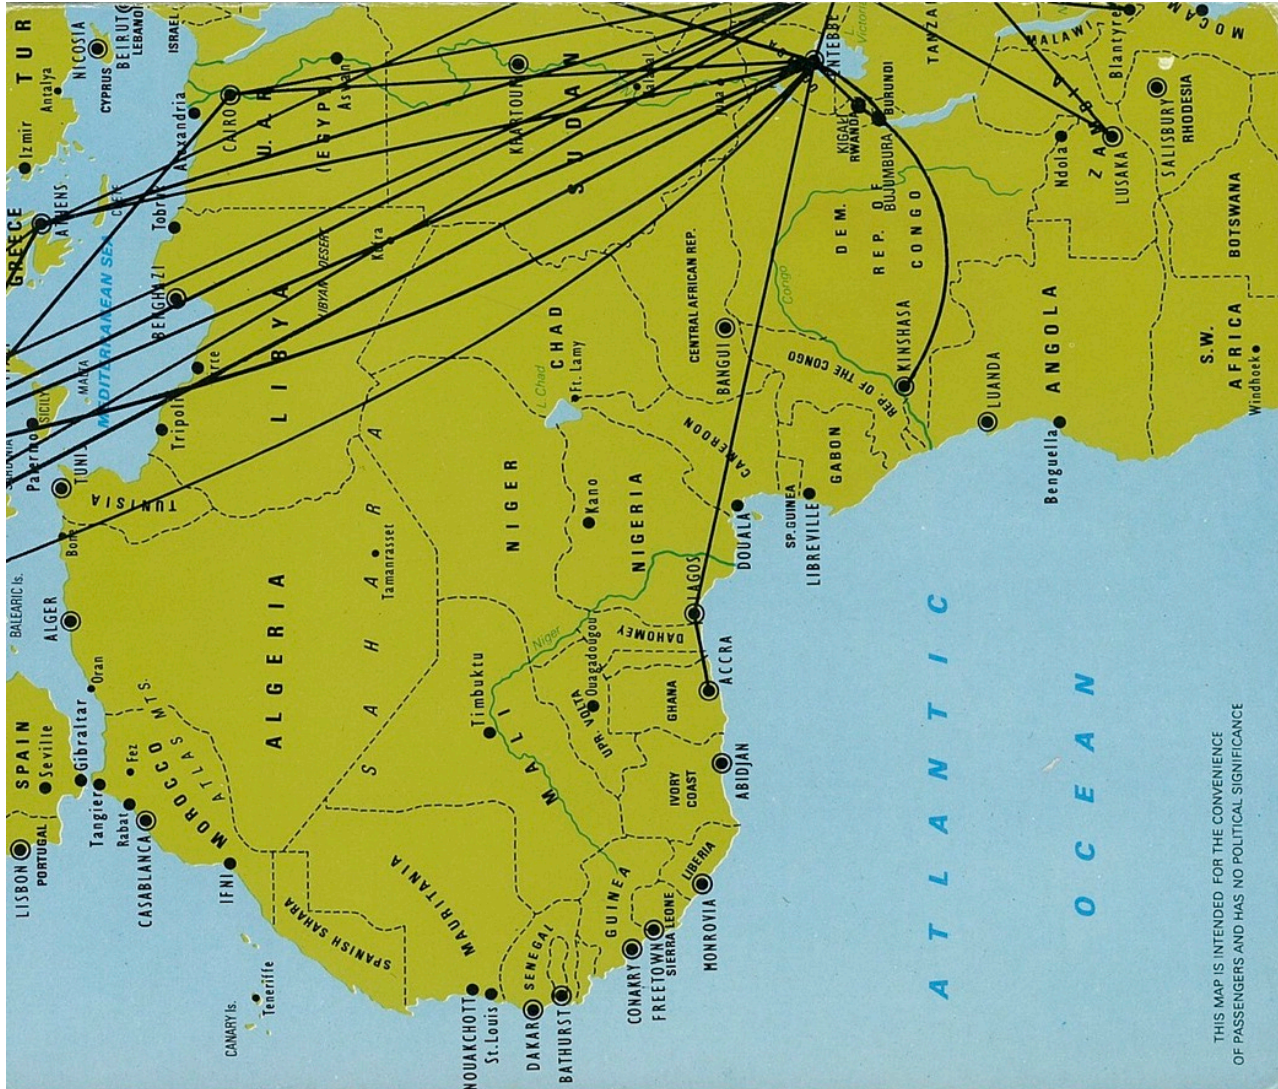 LISBON
PORTUGAL
SPAIN
Seville
BALEARIC Is.
Palermo
SICILY
GREECE
Izmir
TUR
Antalya
ATHENS
NICOSIA
CYPRUS
BEIRUT
LEBANON
ISRAEL
Gibraltar
Tangier
Oran
ALGER
Bone
TUNIS
MALTA
MEDITERRANEAN SEA
CRETE
Rabat
Fez
CASABLANCA
MOROCCO
ATLAS MTS.
TUNISIA
Tripoli
BENGHAZI
Tobruk
Alexandria
CAIRO
IFNI
CANARY Is.
Teneriffe
ALGERIA
LIBYA
LIBYAN DESERT
Kufra
U.A.R.
(EGYPT)
Aswan
SPANISH SAHARA
SAHARA
Tamanrasset
MAURITANIA
NOUAKCHOTT
St.Louis
Timbuktu
MALI
NIGER
Niger
CHAD
L. Chad
Ft. Lamy
SUDAN
KHARTOUM
Malakal
Juba
DAKAR
SENEGAL
BATHURST
GUINEA
CONAKRY
FREETOWN
SIERRA LEONE
MONROVIA
LIBERIA
IVORY
COAST
ABIDJAN
UPR. VOLTA
Ouagadougou
GHANA
ACCRA
DAHOMEY
LAGOS
NIGERIA
Kano
CAMEROON
DOUALA
CENTRAL AFRICAN REP.
BANGUI
SP. GUINEA
LIBREVILLE
GABON
REP OF THE CONGO
Congo
DEM.
REP. OF
CONGO
KINSHASA
ENTEBBE
L. Victoria
KIGALI
RWANDA
BUJUMBURA
BURUNDI
TANZA
LUANDA
ANGOLA
Benguella
Ndola
ZAMBIA
LUSAKA
MALAWI
Blantyre
MOCAM
SALISBURY
RHODESIA
S.W.
AFRICA
Windhoek
BOTSWANA
ATLANTIC
OCEAN
THIS MAP IS INTENDED FOR THE CONVENIENCE
OF PASSENGERS AND HAS NO POLITICAL SIGNIFICANCE